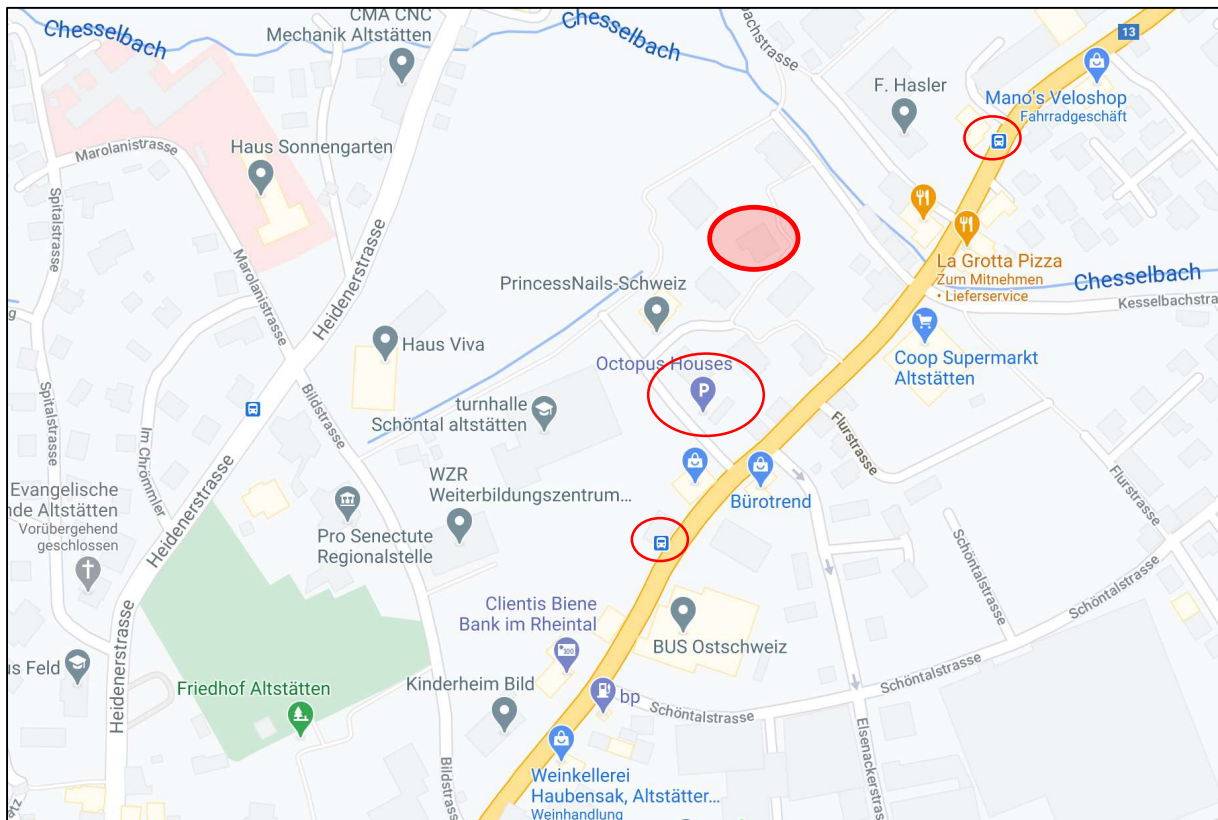 CMA CNC
Mechanik Altstätten
Chesselbach
Chesselbach
bachstrasse
13
F. Hasler
Mano's Veloshop
Fahrradgeschäft
Marolanistrasse
Haus Sonnengarten
Spitalstrasse
Marolanistrasse
Heidenerstrasse
La Grotta Pizza
Zum Mitnehmen
• Lieferservice
Chesselbach
Kesselbachstra
PrincessNails-Schweiz
g
Haus Viva
Octopus Houses
P
Coop Supermarkt
Altstätten
turnhalle
Schöntal altstätten
Bildstrasse
Spitalstrasse
Im Chrömmler
Flurstrasse
Flurstrasse
WZR
Weiterbildungszentrum...
Bürotrend
Evangelische
nde Altstätten
Vorübergehend
geschlossen
Heidenerstrasse
Pro Senectute
Regionalstelle
Schöntalstrasse
Schöntalstrasse
Clientis Biene
Bank im Rheintal
BUS Ostschweiz
us Feld
Friedhof Altstätten
Kinderheim Bild
bp
Schöntalstrasse
Schöntalstrasse
Heidenerstrasse
Elsenackerstras
Bildstrass
Weinkellerei
Haubensak, Altstätter...
Weinhandlung
atz